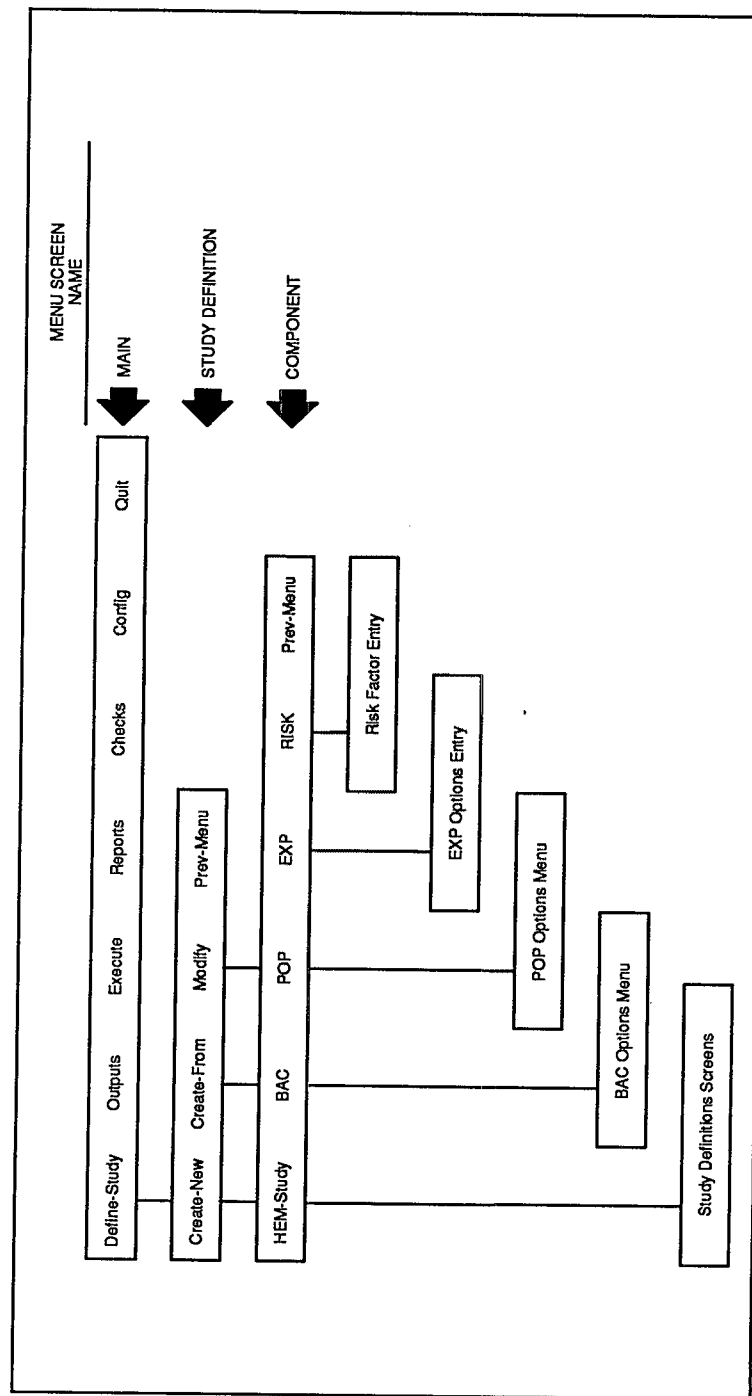 MENU SCREEN
NAME
Define-Study Outputs Execute Reports Checks Config Quit
MAIN
Create-New Create-From Modify Prev-Menu
STUDY DEFINITION
HEM-Study BAC POP EXP RISK Prev-Menu
COMPONENT
Risk Factor Entry
EXP Options Entry
POP Options Menu
BAC Options Menu
Study Definitions Screens